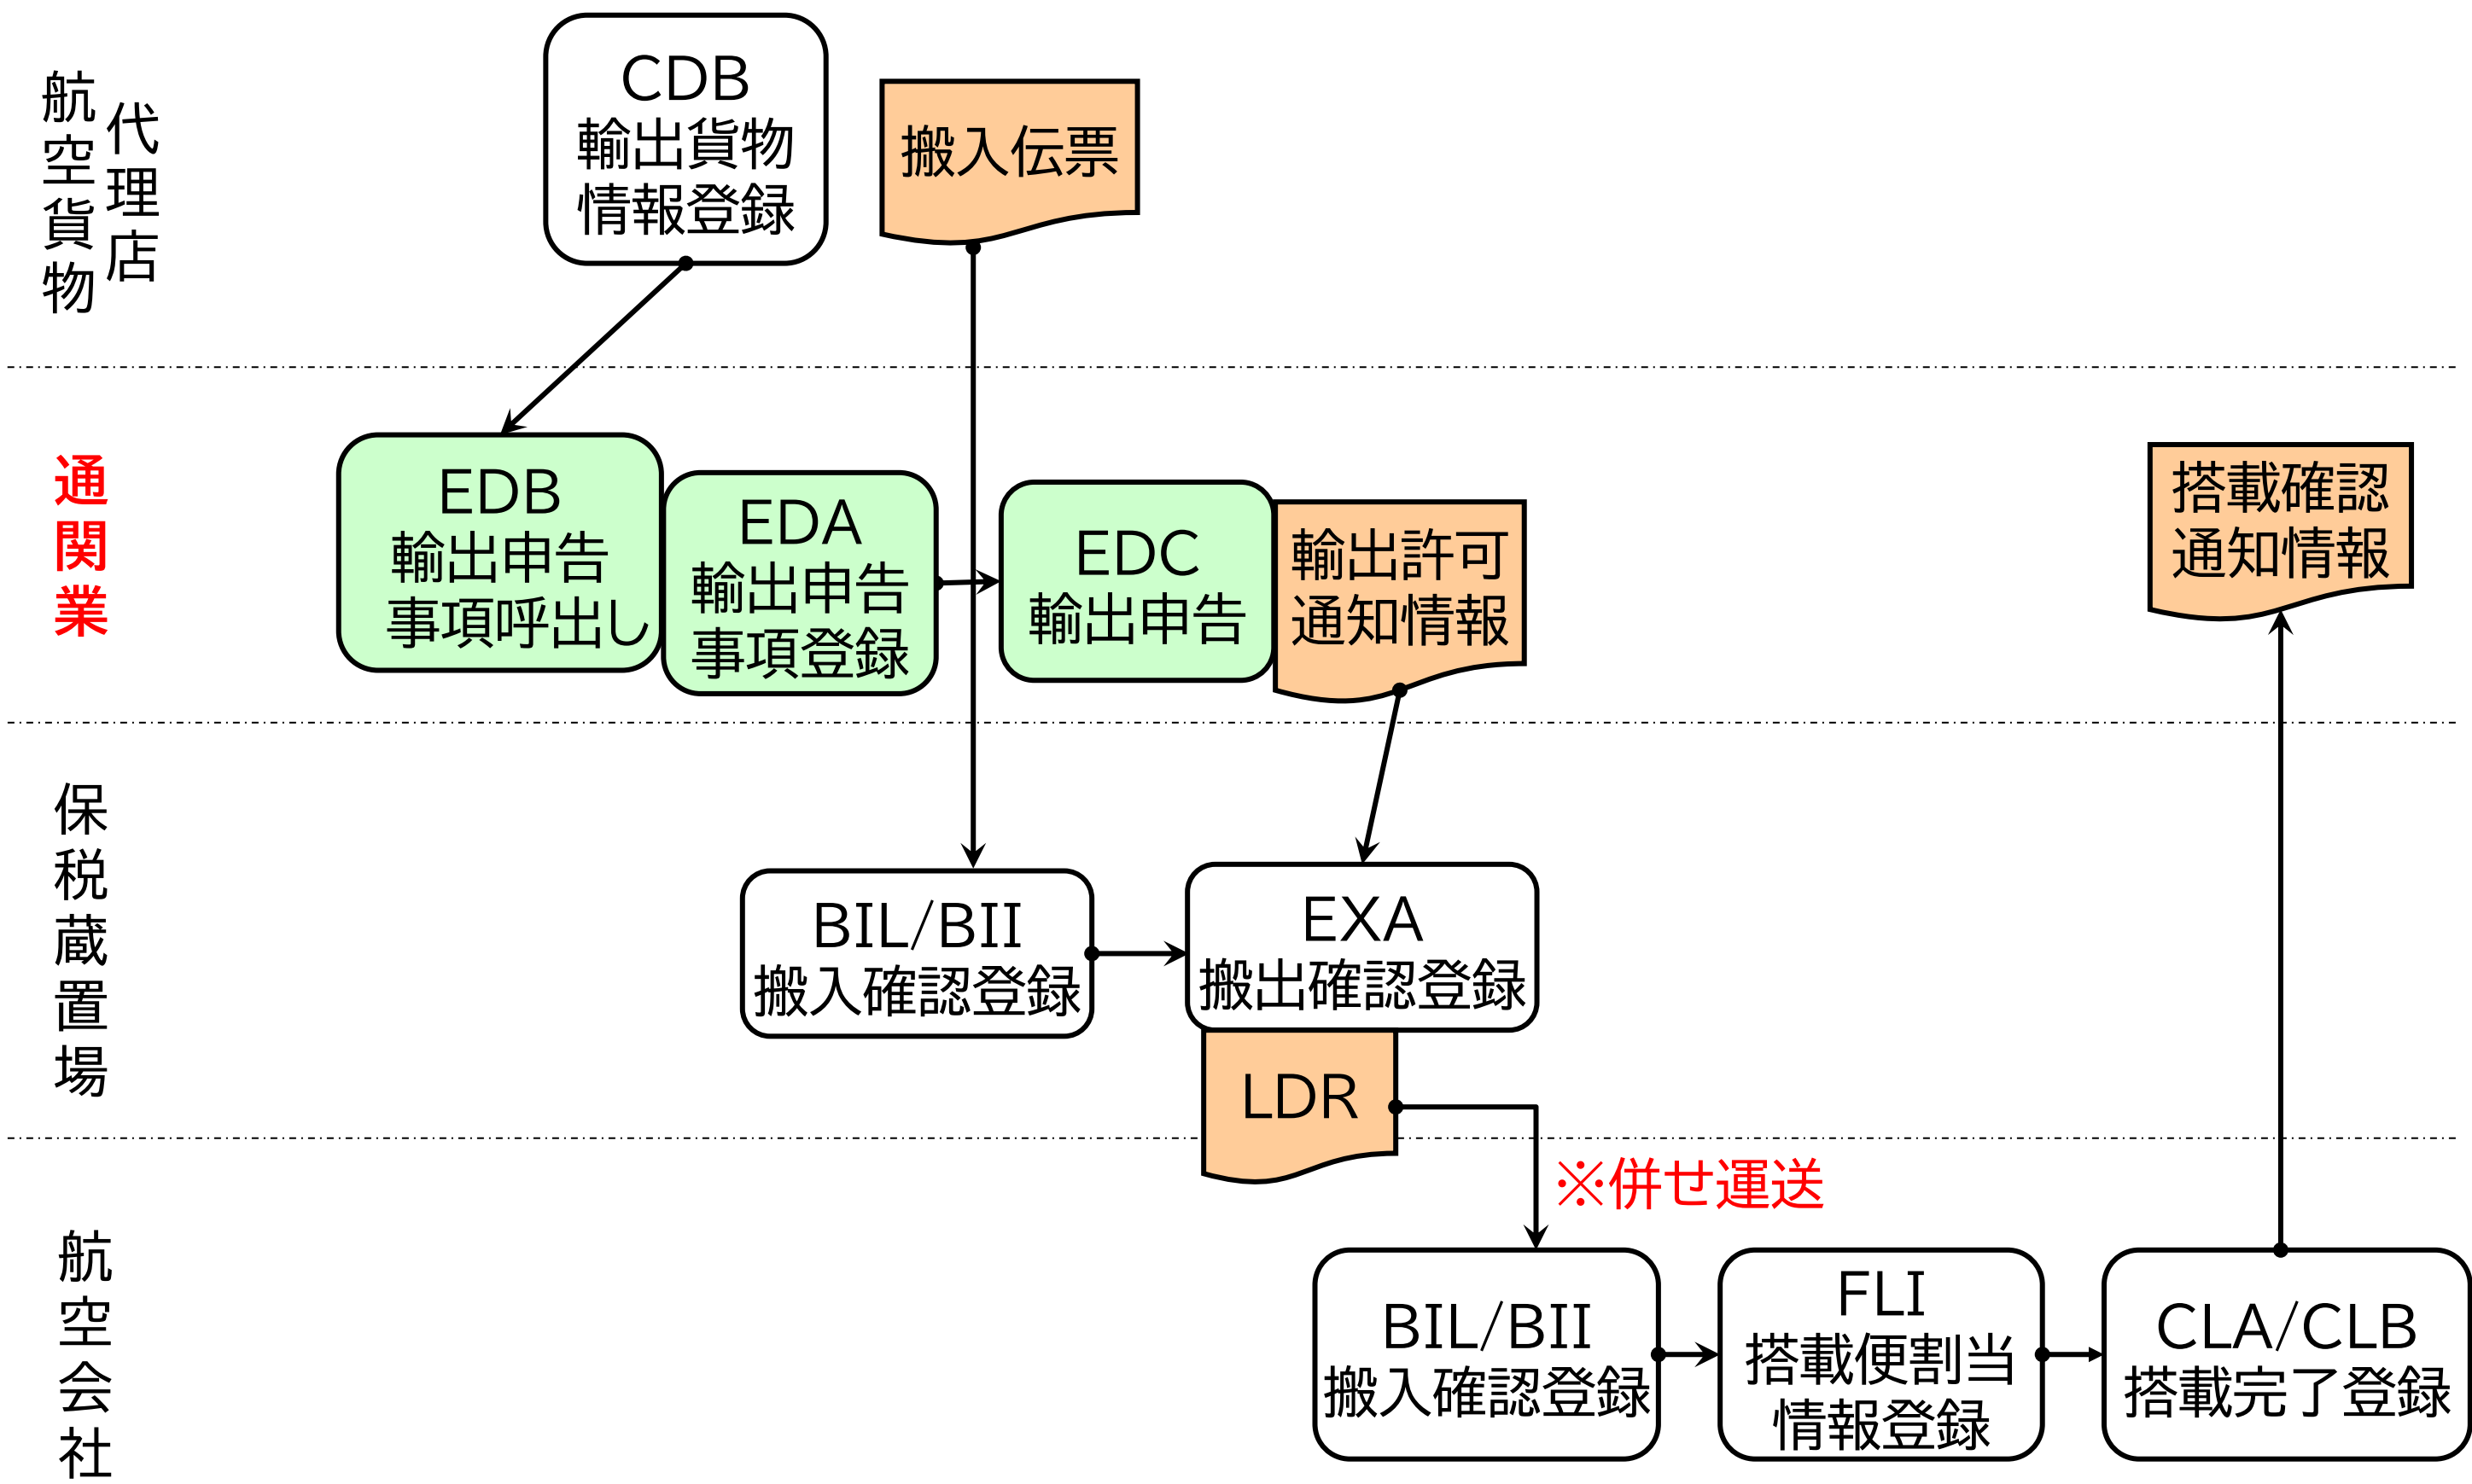 航空貨物
代理店
CDB
輸出貨物
情報登録
搬入伝票
通関業
EDB
輸出申告
事項呼出し
EDA
輸出申告
事項登録
EDC
輸出申告
輸出許可
通知情報
搭載確認
通知情報
保税蔵置場
BIL/BII
搬入確認登録
EXA
搬出確認登録
LDR
※併せ運送
航空会社
BIL/BII
搬入確認登録
FLI
搭載便割当
情報登録
CLA/CLB
搭載完了登録